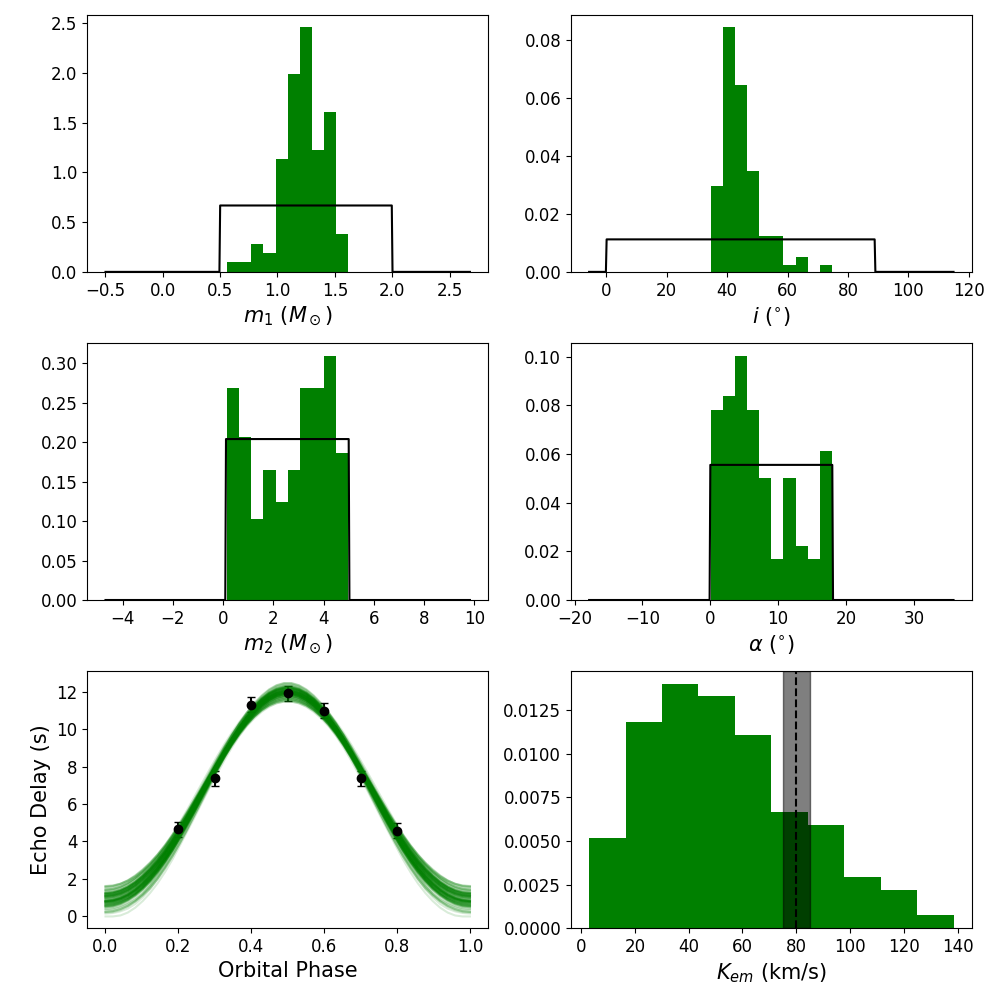 2.5
2.0
1.5
1.0
0.5
0.0
−0.5 0.0 0.5 1.0 1.5 2.0 2.5
m₁ (M⊙)
0.08
0.06
0.04
0.02
0.00
0 20 40 60 80 100 120
i (°)
0.30
0.25
0.20
0.15
0.10
0.05
0.00
−4 −2 0 2 4 6 8 10
m₂ (M⊙)
0.10
0.08
0.06
0.04
0.02
0.00
−20 −10 0 10 20 30
α (°)
Echo Delay (s)
12
10
8
6
4
2
0
0.0 0.2 0.4 0.6 0.8 1.0
Orbital Phase
0.0125
0.0100
0.0075
0.0050
0.0025
0.0000
0 20 40 60 80 100 120 140
K_em (km/s)